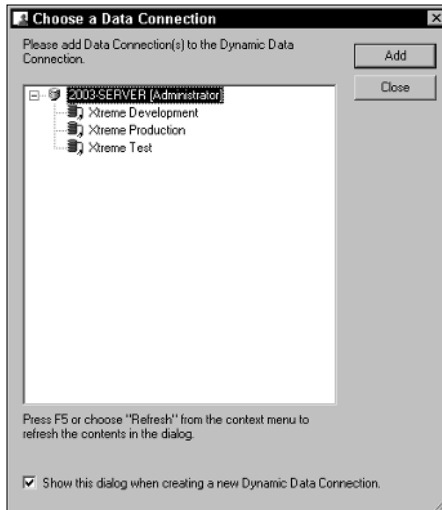 Choose a Data Connection
Please add Data Connection(s) to the Dynamic Data
Connection.
Add
Close
2003-SERVER [Administrator]
Xtreme Development
Xtreme Production
Xtreme Test
Press F5 or choose "Refresh" from the context menu to
refresh the contents in the dialog.
Show this dialog when creating a new Dynamic Data Connection.